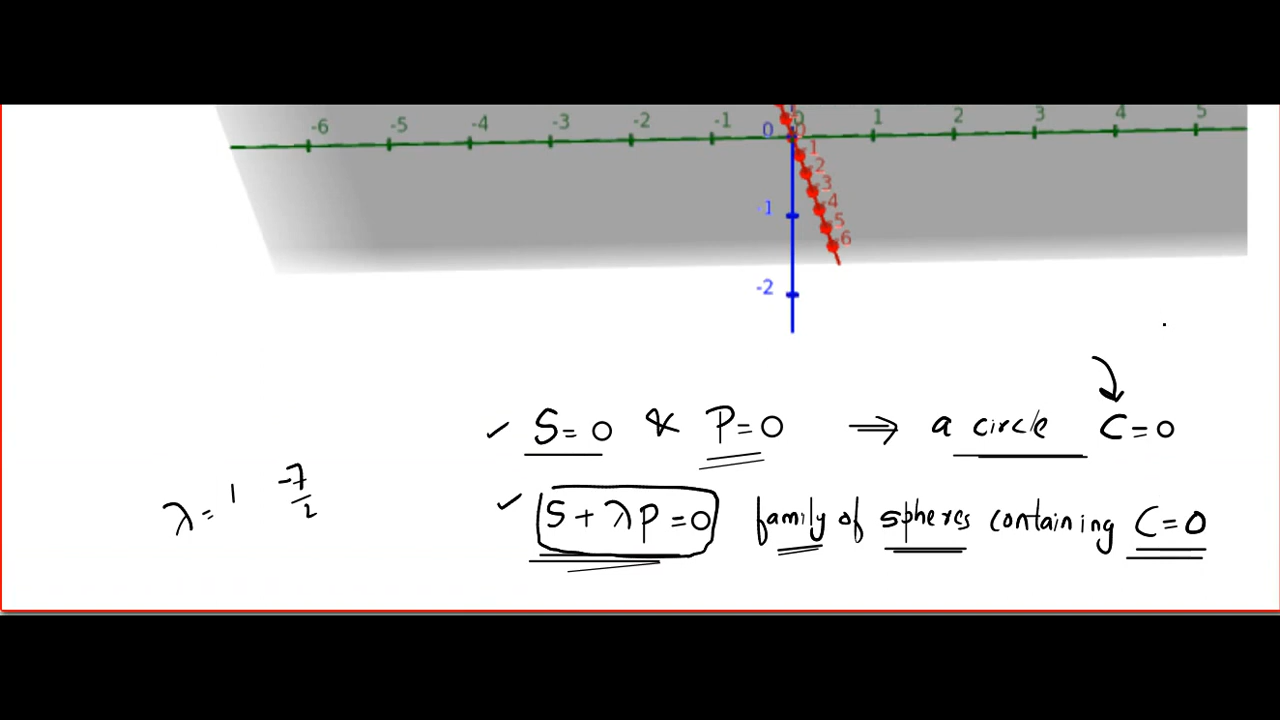 -6 -5 -4 -3 -2 -1 0 0 1 2 3 4 5
1
2
3
-1 4
5
6
-2
S = 0 & P = 0 ⇒ a circle C = 0
λ = 1 -7/2
S + λP = 0 family of spheres containing C = 0